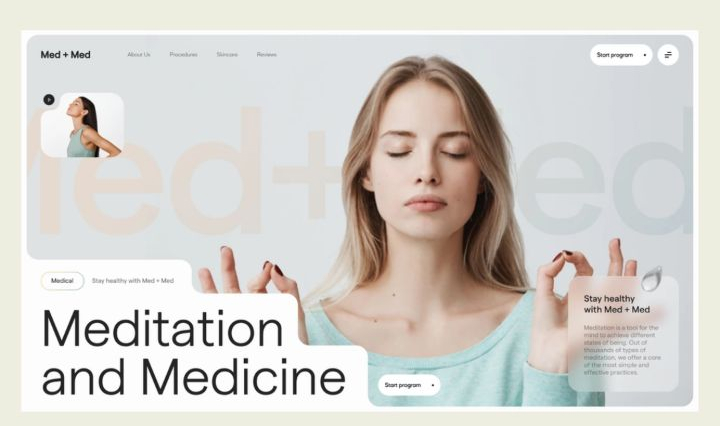 Med + Med
About Us
Procedures
Skincare
Reviews
Start program
Med+Med
Medical
Stay healthy with Med + Med
Meditation
and Medicine
Start program
Stay healthy
with Med + Med
Meditation is a tool for the
mind to achieve different
states of being. Out of
thousands of types of
meditation, we offer a core
of the most simple and
effective practices.